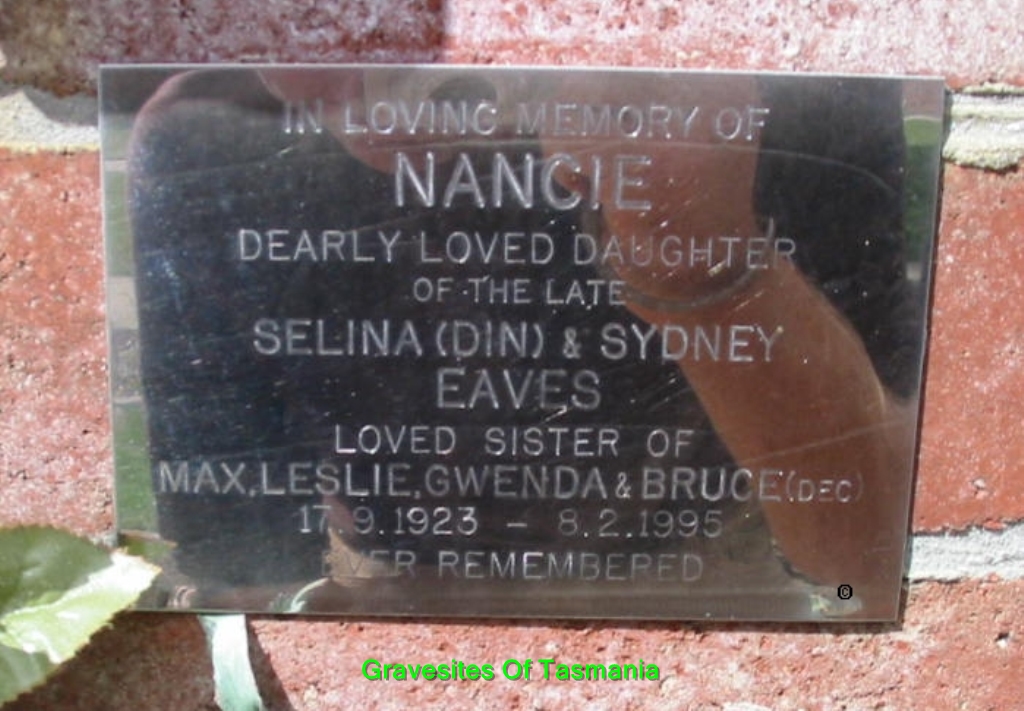 IN LOVING MEMORY OF
NANCIE
DEARLY LOVED DAUGHTER
OF THE LATE
SELINA (DIN) & SYDNEY
EAVES
LOVED SISTER OF
MAX, LESLIE, GWENDA & BRUCE (DEC)
17.9.1923 - 8.2.1995
EVER REMEMBERED
©
Gravesites Of Tasmania